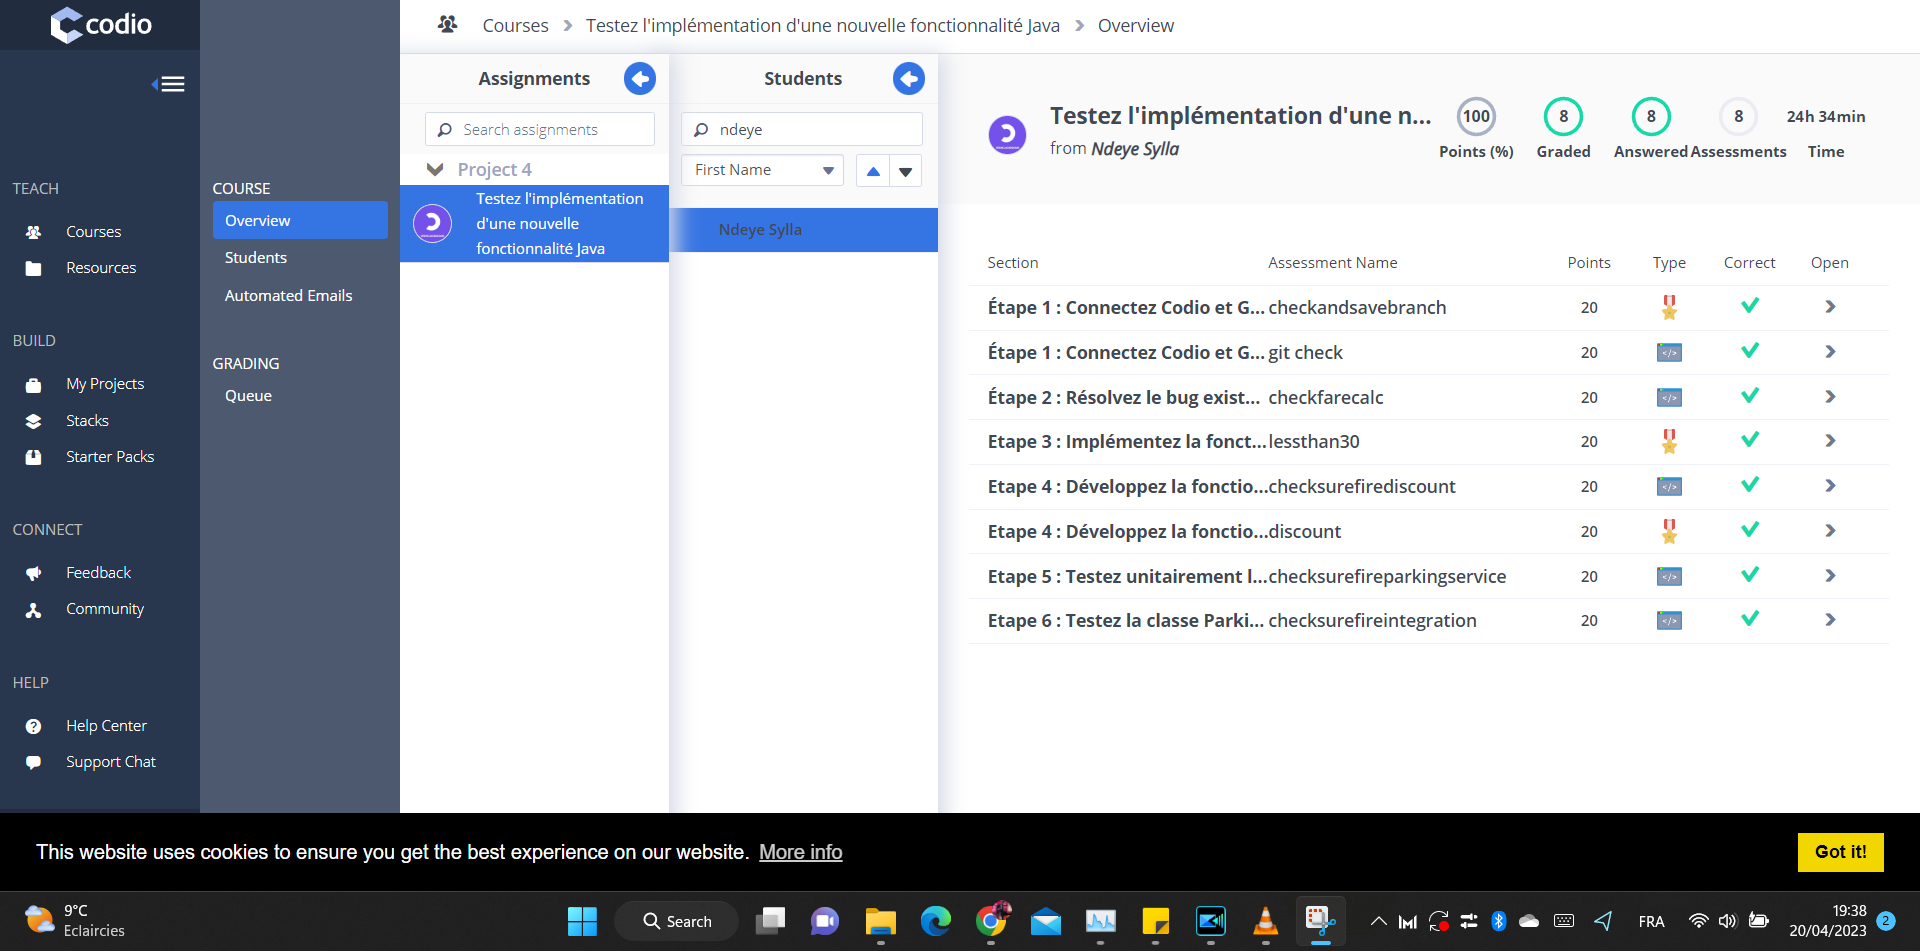 codio
Courses
Testez l'implémentation d'une nouvelle fonctionnalité Java
Overview
TEACH
Courses
Resources
BUILD
My Projects
Stacks
Starter Packs
CONNECT
Feedback
Community
HELP
Help Center
Support Chat
COURSE
Overview
Students
Automated Emails
GRADING
Queue
Assignments
Search assignments
Project 4
Testez l'implémentation
d'une nouvelle
fonctionnalité Java
Students
ndeye
First Name
Ndeye Sylla
Testez l'implémentation d'une n...
from Ndeye Sylla
100 8 8 8 24h 34min
Points (%) Graded Answered Assessments Time
Section Assessment Name Points Type Correct Open
Étape 1 : Connectez Codio et G... checkandsavebranch 20
Étape 1 : Connectez Codio et G... git check 20
Étape 2 : Résolvez le bug exist... checkfarecalc 20
Etape 3 : Implémentez la fonct... lessthan30 20
Etape 4 : Développez la fonctio... checksurefirediscount 20
Etape 4 : Développez la fonctio... discount 20
Etape 5 : Testez unitairement l... checksurefireparkingservice 20
Etape 6 : Testez la classe Parki... checksurefireintegration 20
This website uses cookies to ensure you get the best experience on our website. More info
Got it!
9°C
Eclaircies
Search
FRA
19:38
20/04/2023
2